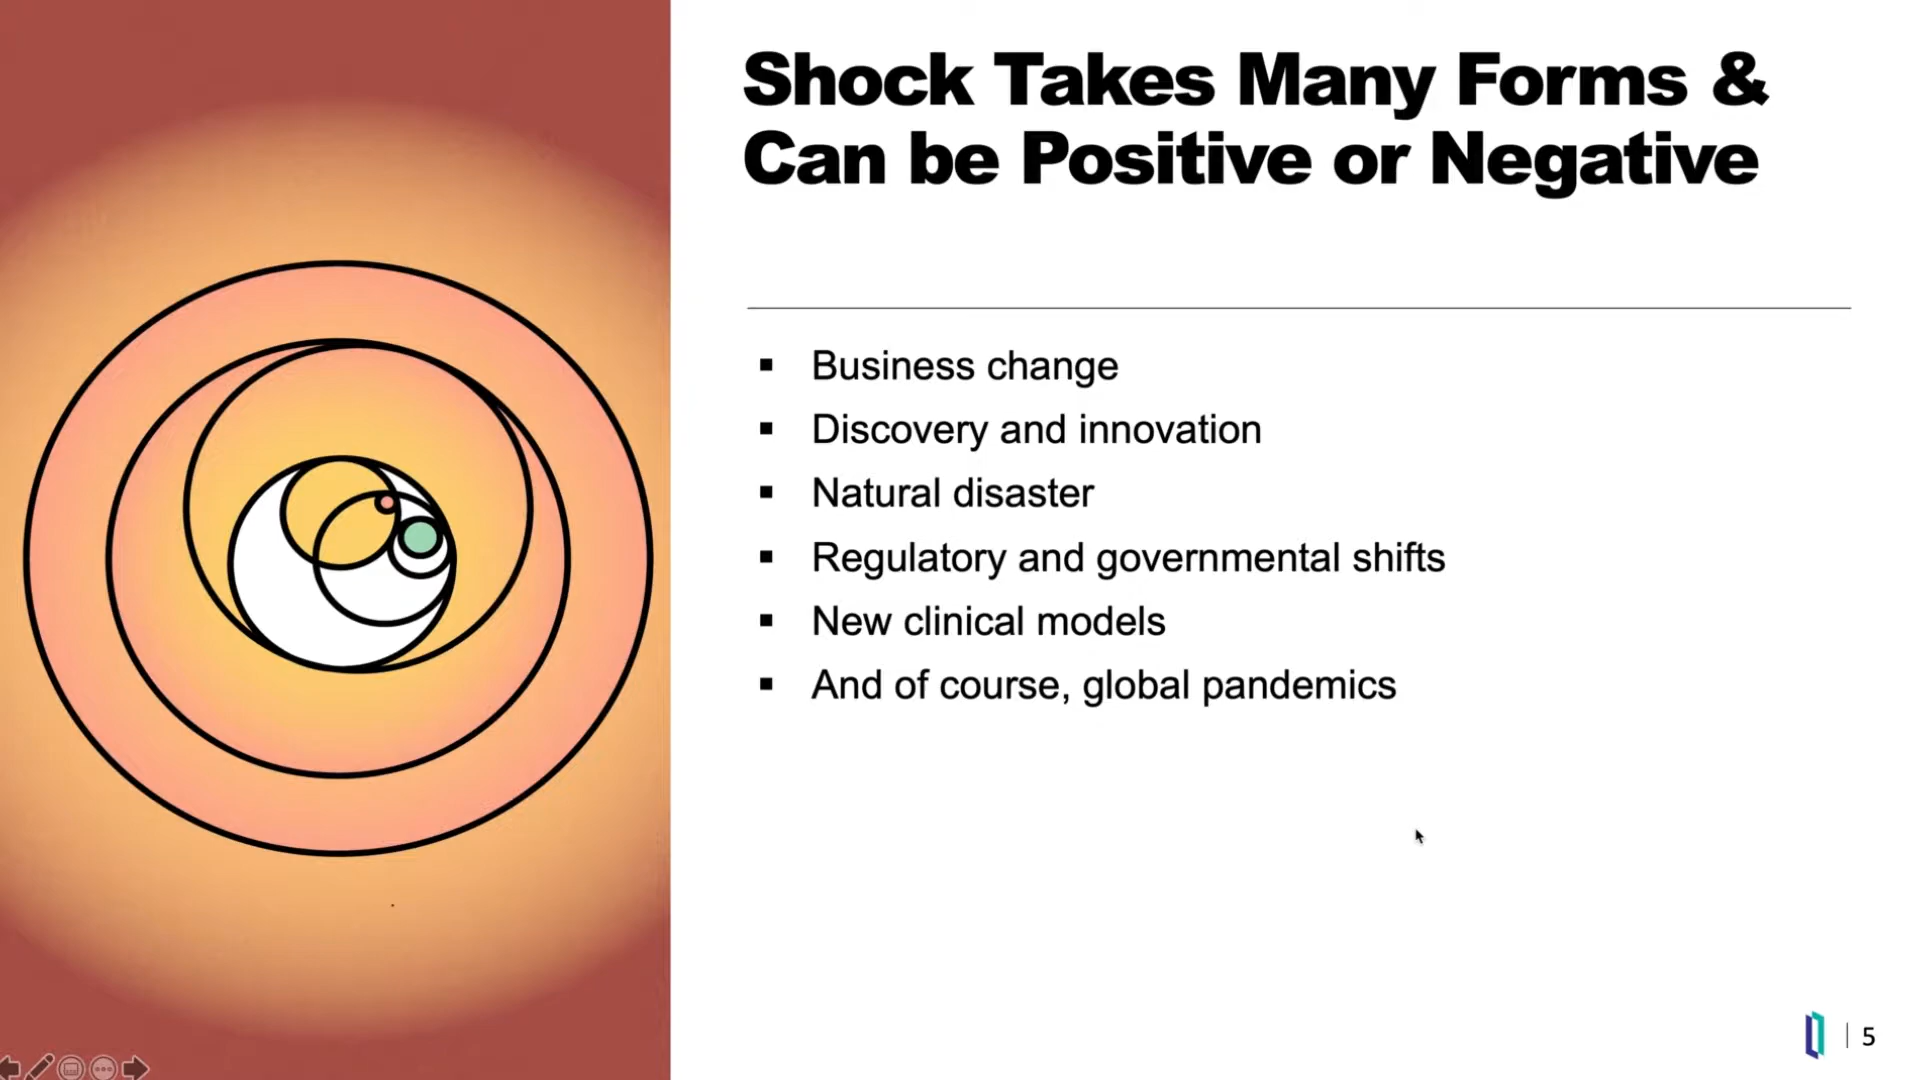 Shock Takes Many Forms &
Can be Positive or Negative
▪ Business change
▪ Discovery and innovation
▪ Natural disaster
▪ Regulatory and governmental shifts
▪ New clinical models
▪ And of course, global pandemics
| 5